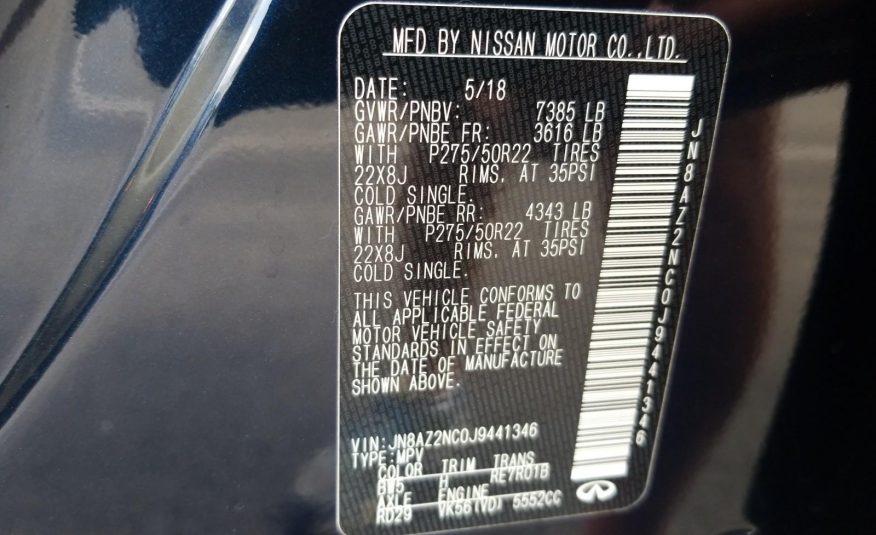 MFD BY NISSAN MOTOR CO.,LTD.
DATE: 5/18
GVWR/PNBV: 7385 LB
GAWR/PNBE FR: 3616 LB
WITH P275/50R22 TIRES
22X8J RIMS. AT 35PSI
COLD SINGLE.
GAWR/PNBE RR: 4343 LB
WITH P275/50R22 TIRES
22X8J RIMS. AT 35PSI
COLD SINGLE.
THIS VEHICLE CONFORMS TO
ALL APPLICABLE FEDERAL
MOTOR VEHICLE SAFETY
STANDARDS IN EFFECT ON
THE DATE OF MANUFACTURE
SHOWN ABOVE.
VIN:JN8AZ2NC0J9441346
TYPE:MPV
COLOR TRIM TRANS
BW5 H RE7R01B
AXLE ENGINE
RD29 VK56(VD) 5552CC
JN8AZ2NC0J9441346